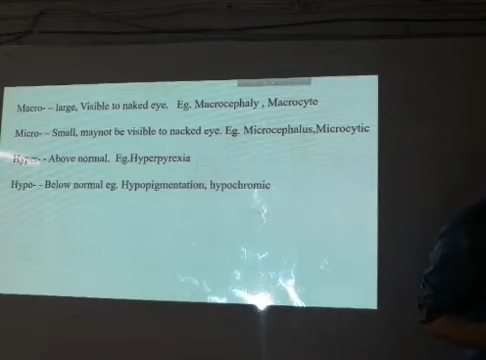 Macro- – large, Visible to naked eye. Eg. Macrocephaly , Macrocyte
Micro- – Small, maynot be visible to nacked eye. Eg. Microcephalus,Microcytic
Hyper- - Above normal. Eg.Hyperpyrexia
Hypo- - Below normal eg. Hypopigmentation, hypochromic